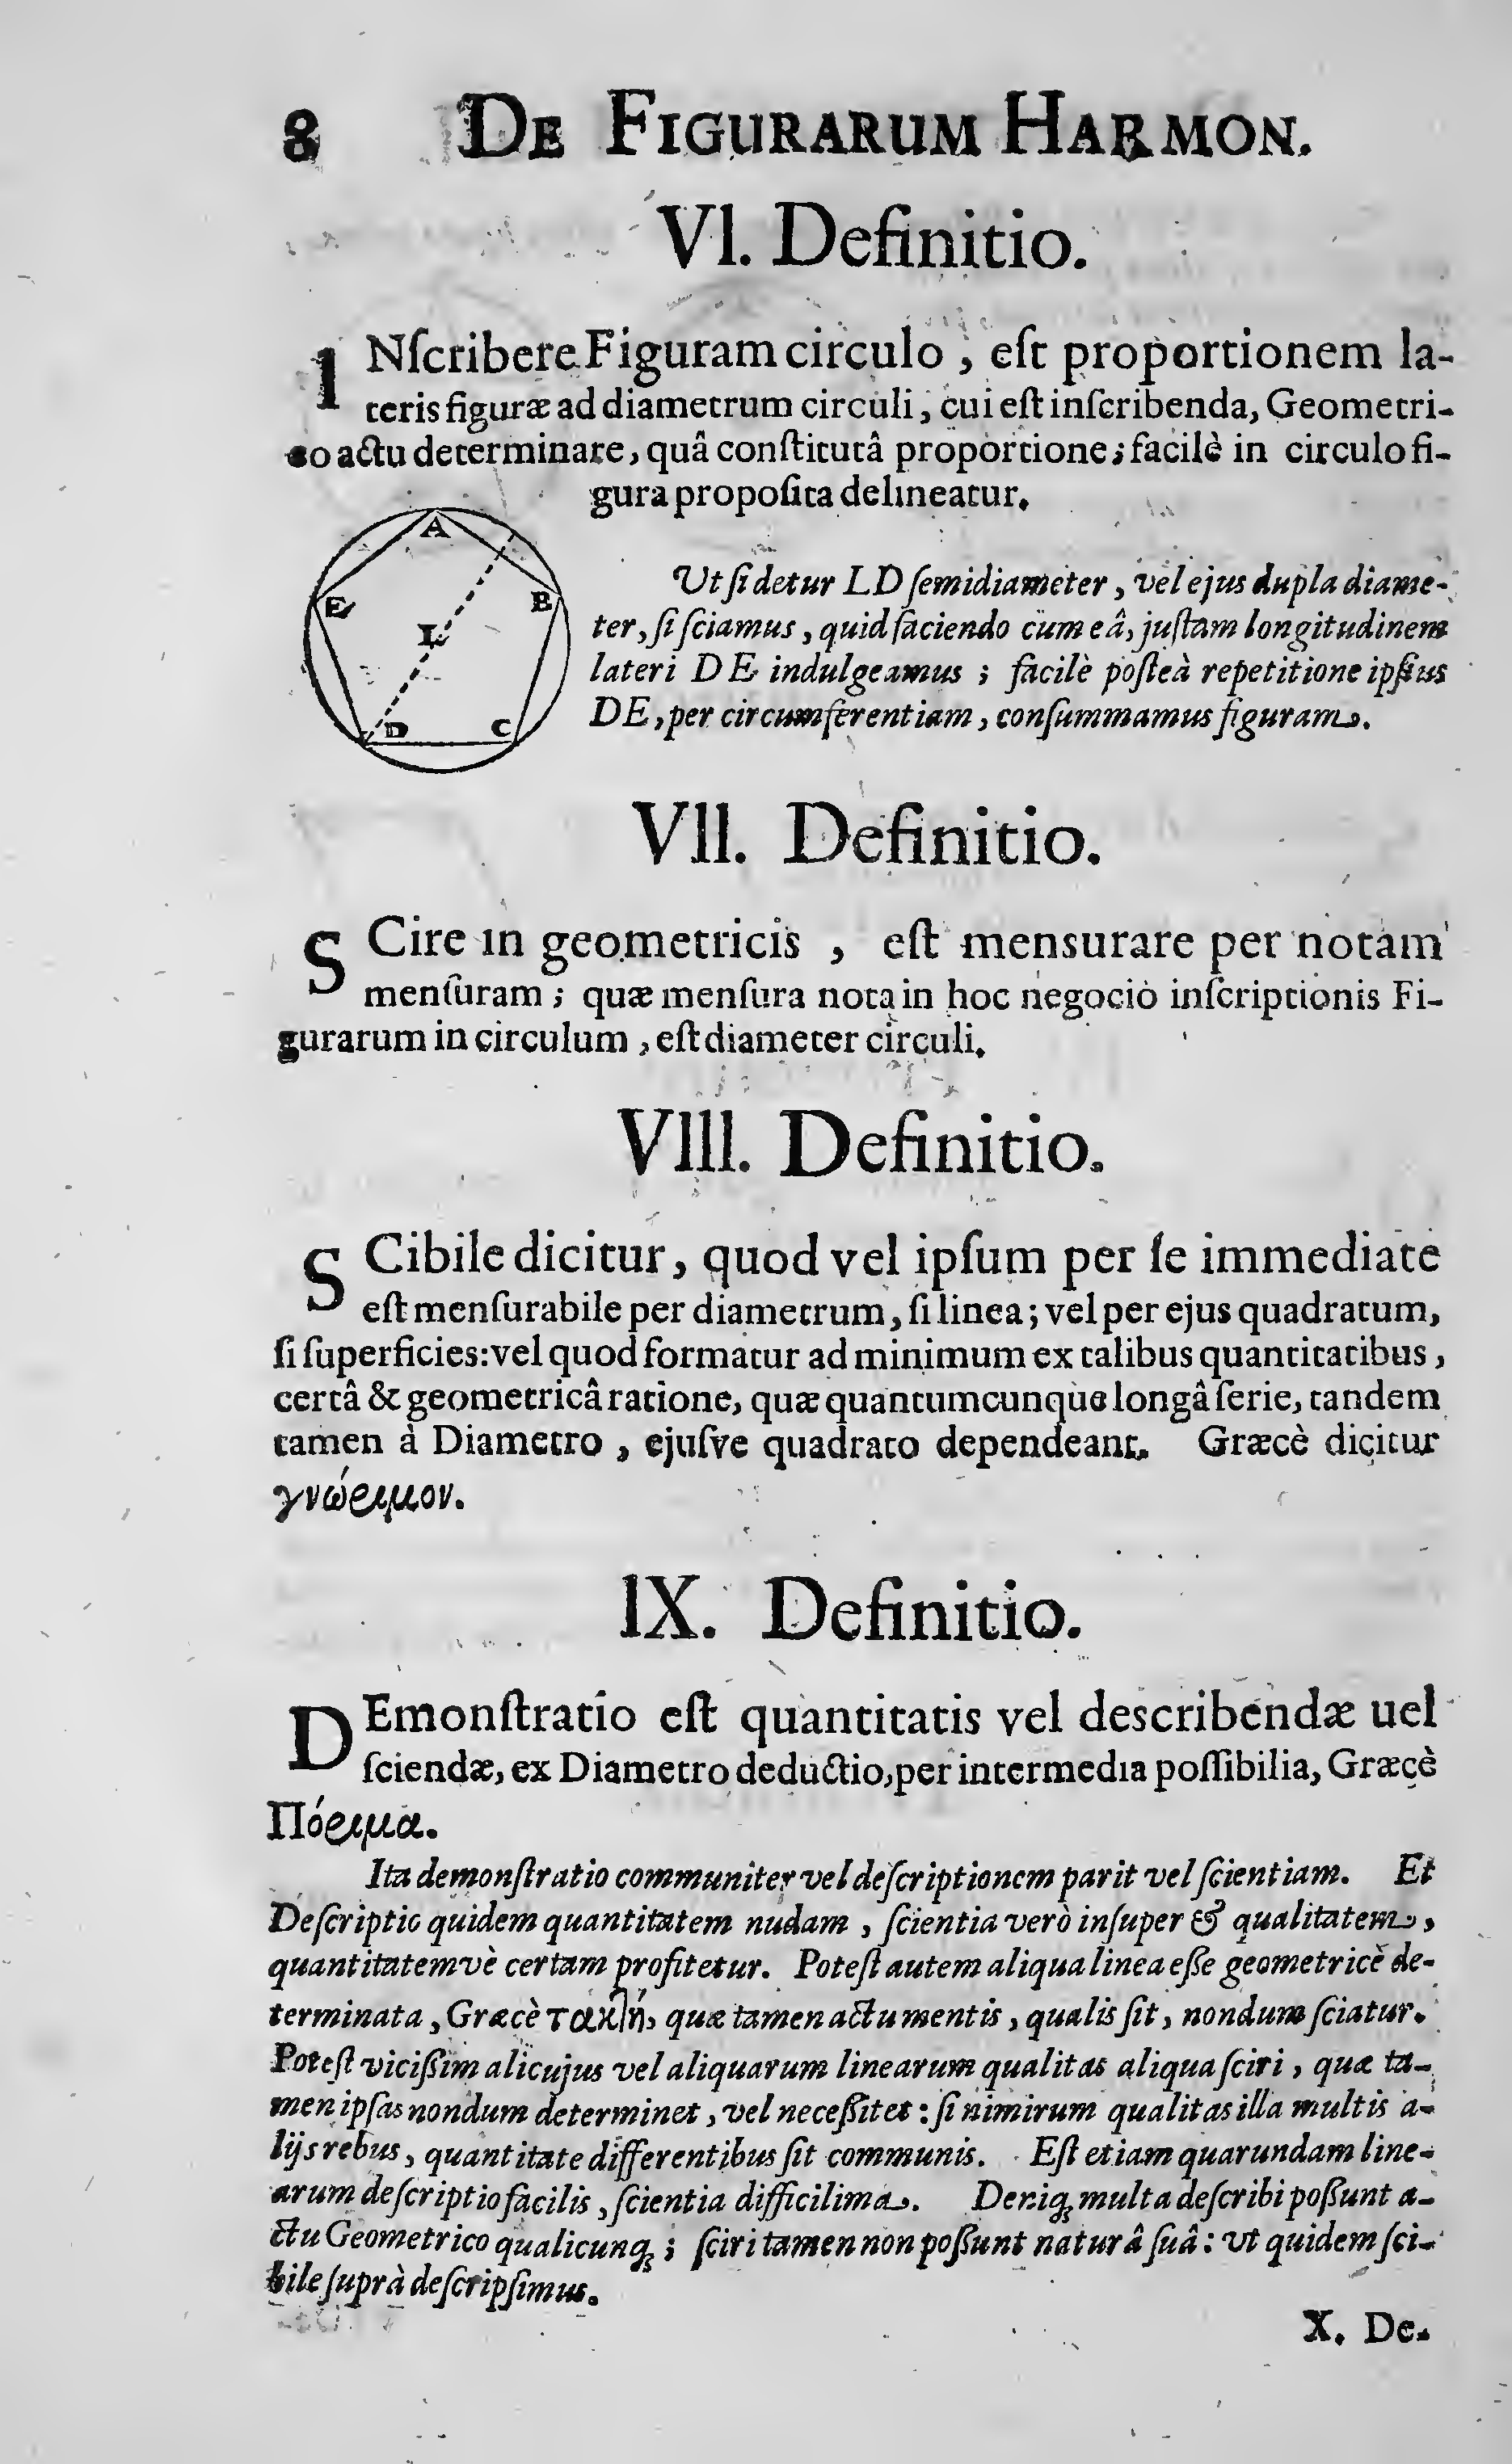 8 DE FIGURARUM HARMON.
VI. Definitio.
INſcribere Figuram circulo, eſt proportionem la-
teris figuræ ad diametrum circuli, cui eſt inſcribenda, Geometri-
co actu determinare, quâ conſtitutâ proportione; facilè in circulo fi-
gura propoſita delineatur.
A
E B
L
D C
Ut ſi detur LD ſemidiameter, vel ejus dupla diame-
ter, ſi ſciamus, quid faciendo cum eâ, juſtam longitudinem
lateri DE indulgeamus; facilè poſteà repetitione ipſius
DE, per circumferentiam, conſummamus figuram.
VII. Definitio.
SCire in geometricis, eſt mensurare per notam
menſuram; quæ menſura nota in hoc negocio inſcriptionis Fi-
gurarum in circulum, eſt diameter circuli.
VIII. Definitio.
SCibile dicitur, quod vel ipſum per ſe immediate
eſt menſurabile per diametrum, ſi linea; vel per ejus quadratum,
ſi ſuperficies: vel quod formatur ad minimum ex talibus quantitatibus,
certâ & geometricâ ratione, quæ quantumcunque longâ ſerie, tandem
tamen à Diametro, ejuſve quadrato dependeant. Græcè dicitur
γνώριμον.
IX. Definitio.
DEmonſtratio eſt quantitatis vel describendæ uel
ſciendæ, ex Diametro deductio, per intermedia poſſibilia, Græcè
Πόριμα.
Ita demonſtratio communiter vel deſcriptionem parit vel ſcientiam. Et
Deſcriptio quidem quantitatem nudam, ſcientia verò inſuper & qualitatem,
quantitatemvè certam profitetur. Poteſt autem aliqua linea eſſe geometricè de-
terminata, Græcè τακτὴ, quæ tamen actu mentis, qualis ſit, nondum ſciatur.
Poteſt viciſſim alicujus vel aliquarum linearum qualitas aliqua ſciri, quæ ta-
men ipſas nondum determinet, vel neceſſitet: ſi nimirum qualitas illa multis a-
lijs rebus, quantitate differentibus ſit communis. Eſt etiam quarundam line-
arum deſcriptio facilis, ſcientia difficilima. Deniq; multa deſcribi poſſunt a-
ctu Geometrico qualicunq; ; ſciri tamen non poſſunt naturâ ſuâ: ut quidem ſci-
bile ſuprà deſcripſimus.
X. De-